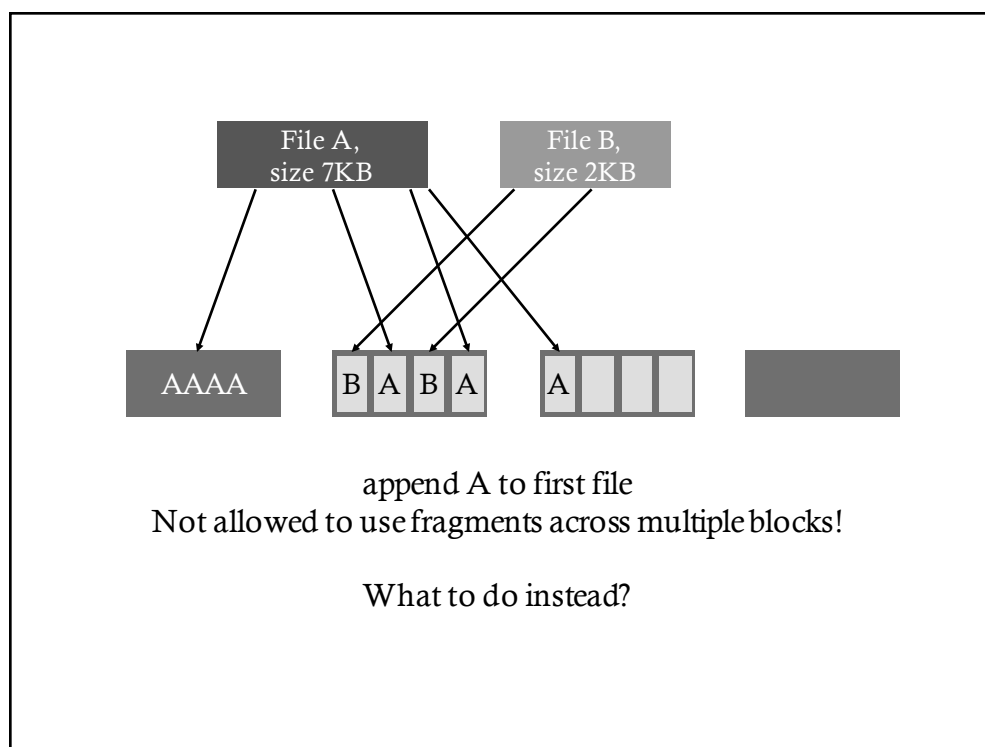 File A,
size 7KB
File B,
size 2KB
AAAA
B A B A
A
append A to first file
Not allowed to use fragments across multiple blocks!
What to do instead?